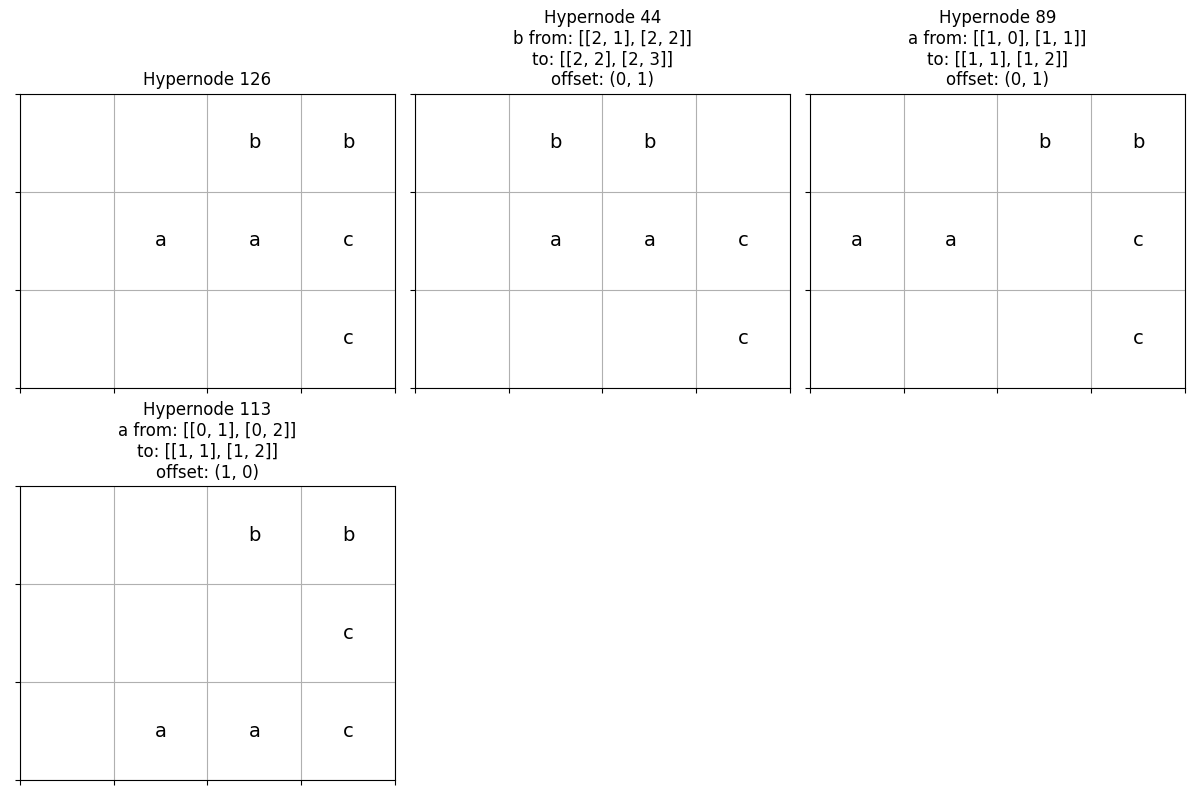 Hypernode 126
b b
a a c
c
Hypernode 44
b from: [[2, 1], [2, 2]]
to: [[2, 2], [2, 3]]
offset: (0, 1)
b b
a a c
c
Hypernode 89
a from: [[1, 0], [1, 1]]
to: [[1, 1], [1, 2]]
offset: (0, 1)
b b
a a c
c
Hypernode 113
a from: [[0, 1], [0, 2]]
to: [[1, 1], [1, 2]]
offset: (1, 0)
b b
c
a a c